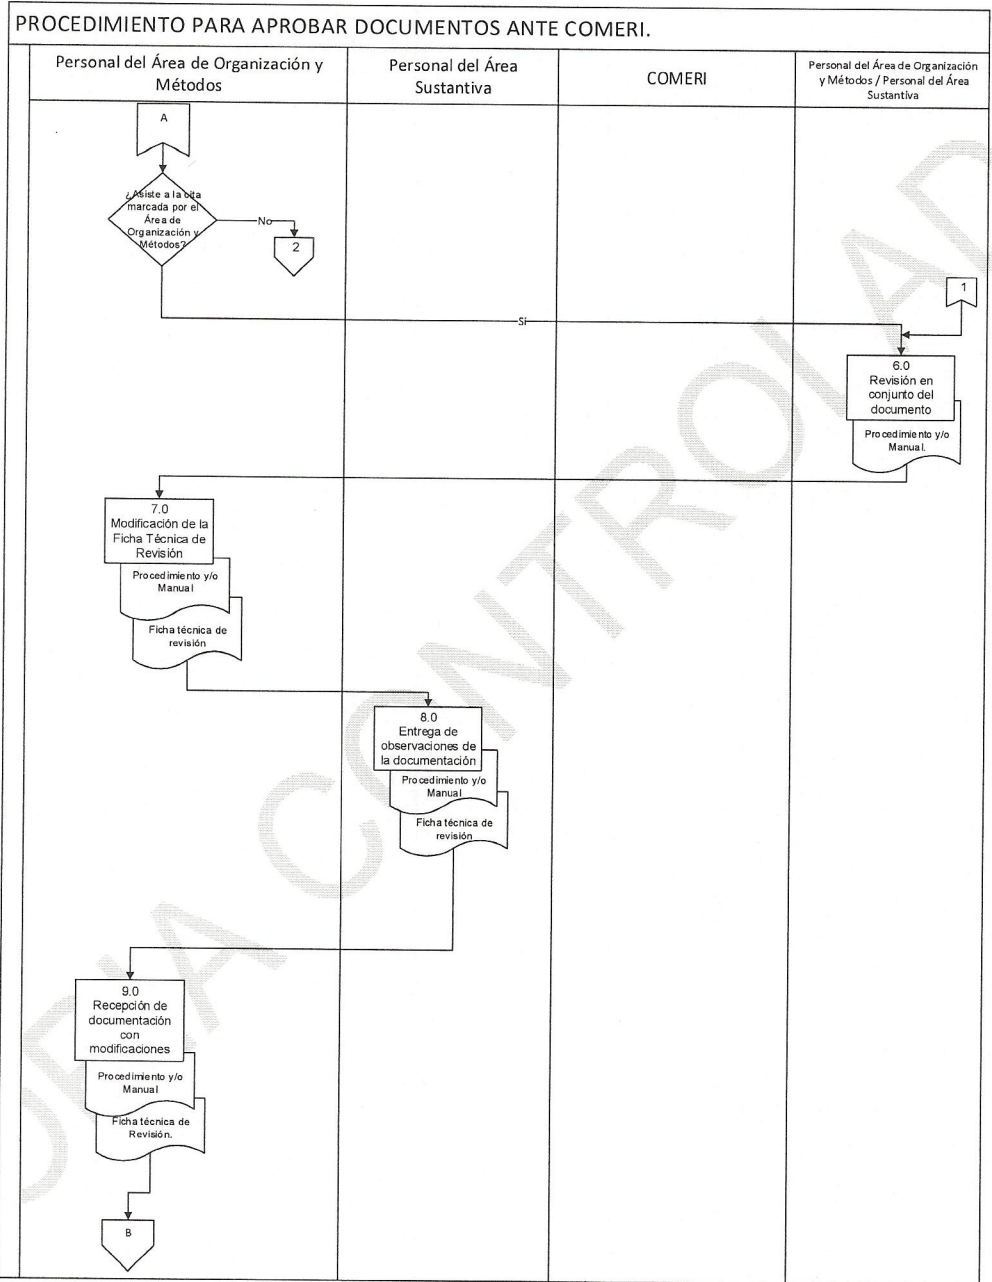 PROCEDIMIENTO PARA APROBAR DOCUMENTOS ANTE COMERI.
Personal del Área de Organización y
Métodos
Personal del Área
Sustantiva
COMERI
Personal del Área de Organización
y Métodos / Personal del Área
Sustantiva
A
¿Asiste a la cita
marcada por el
Área de
Organización y
Métodos?
No
2
1
Si
6.0
Revisión en
conjunto del
documento
Procedimiento y/o
Manual.
7.0
Modificación de la
Ficha Técnica de
Revisión
Procedimiento y/o
Manual
Ficha técnica de
revisión
8.0
Entrega de
observaciones de
la documentación
Procedimiento y/o
Manual
Ficha técnica de
revisión
9.0
Recepción de
documentación
con
modificaciones
Procedimiento y/o
Manual
Ficha técnica de
Revisión.
B